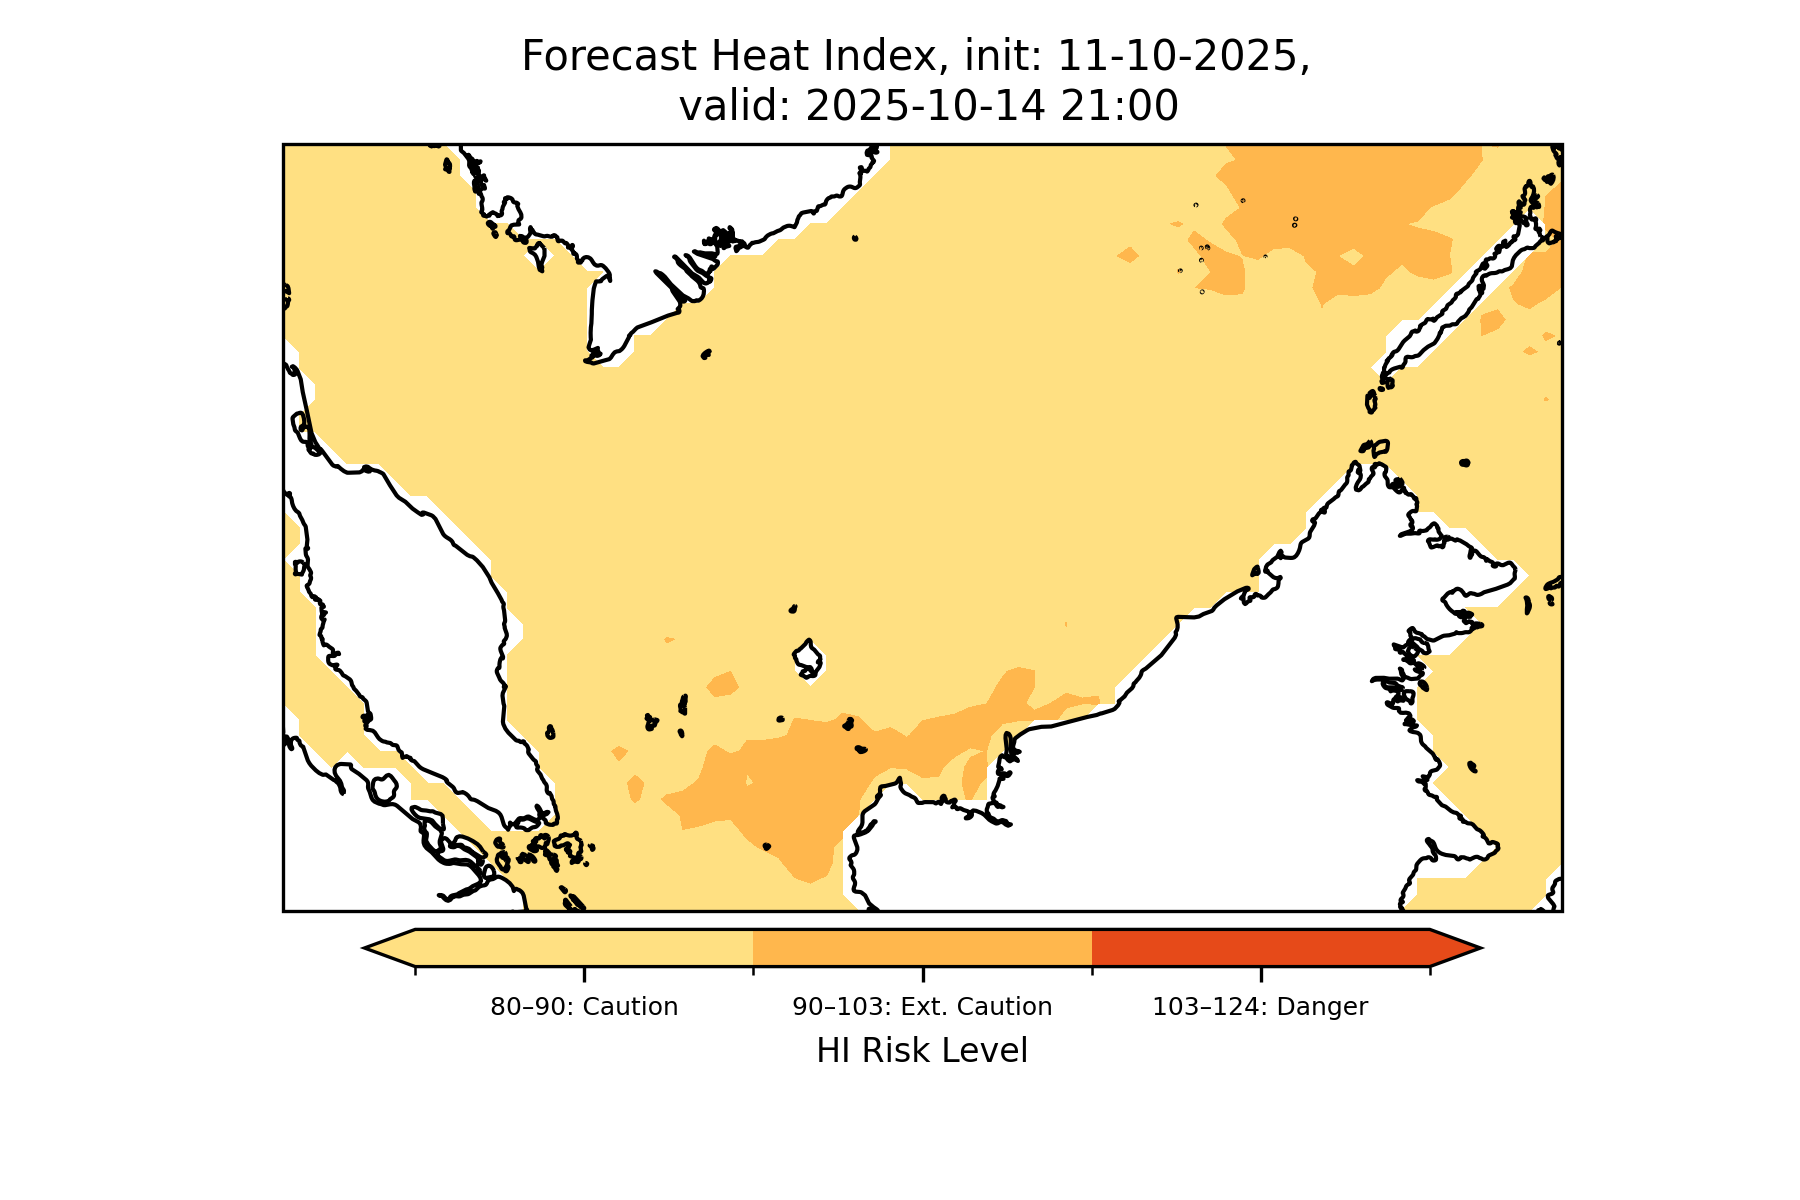 Forecast Heat Index, init: 11-10-2025,
valid: 2025-10-14 21:00
80–90: Caution
90–103: Ext. Caution
103–124: Danger
HI Risk Level